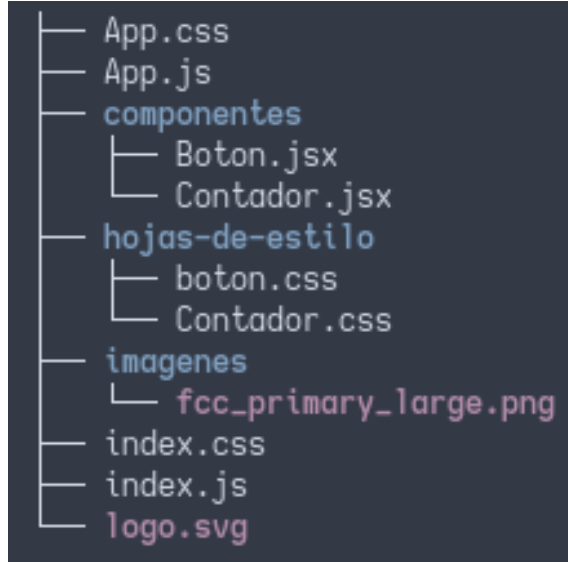 App.css
App.js
componentes
Boton.jsx
Contador.jsx
hojas-de-estilo
boton.css
Contador.css
imagenes
fcc_primary_large.png
index.css
index.js
logo.svg